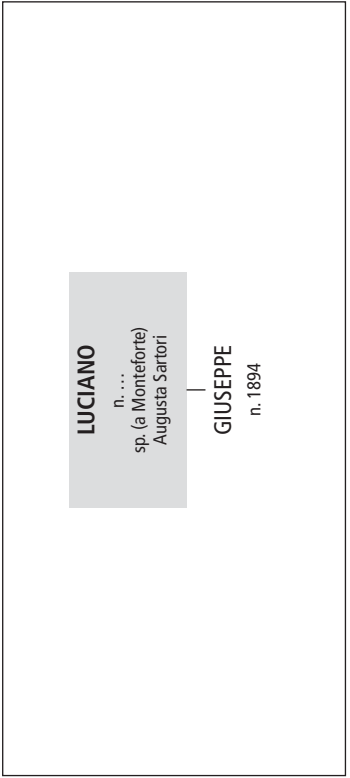 LUCIANO
n. …
sp. (a Monteforte)
Augusta Sartori
GIUSEPPE
n. 1894